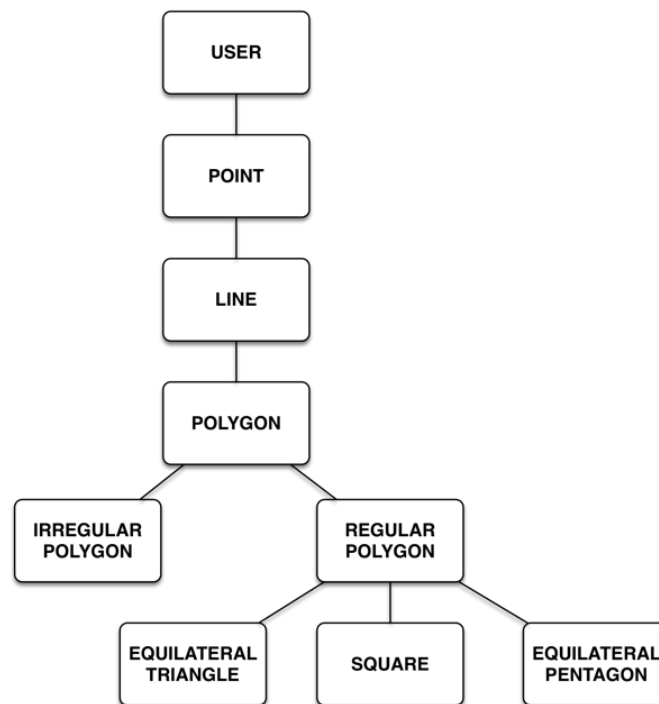 USER
POINT
LINE
POLYGON
IRREGULAR
POLYGON
REGULAR
POLYGON
EQUILATERAL
TRIANGLE
SQUARE
EQUILATERAL
PENTAGON